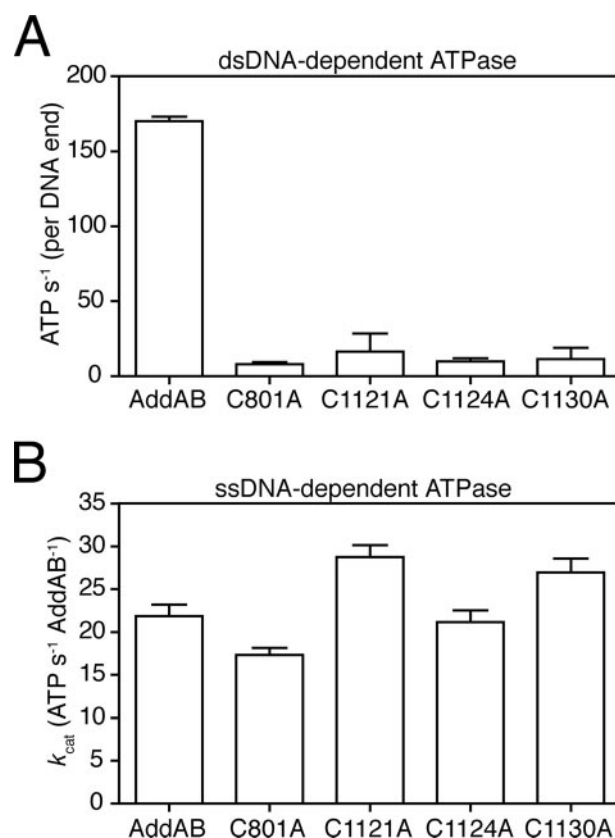 A
dsDNA-dependent ATPase
ATP s⁻¹ (per DNA end)
200
150
100
50
0
AddAB C801A C1121A C1124A C1130A
B
ssDNA-dependent ATPase
k_cat (ATP s⁻¹ AddAB⁻¹)
35
30
25
20
15
10
5
0
AddAB C801A C1121A C1124A C1130A